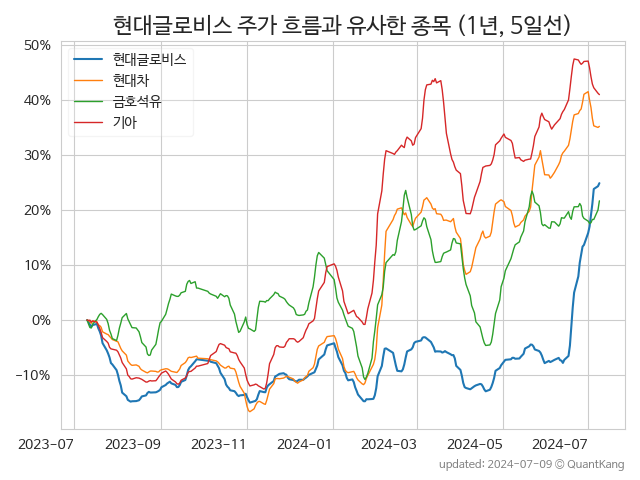 현대글로비스 주가 흐름과 유사한 종목 (1년, 5일선)
50%
40%
30%
20%
10%
0%
−10%
현대글로비스
현대차
금호석유
기아
2023-07 2023-09 2023-11 2024-01 2024-03 2024-05 2024-07
updated: 2024-07-09 © QuantKang